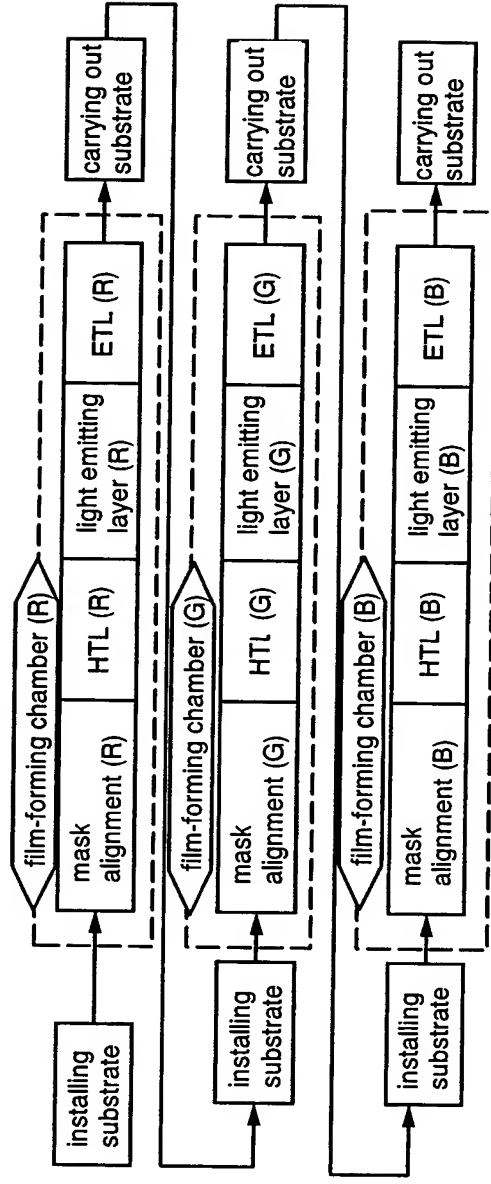 film-forming chamber (R)
installing
substrate
mask
alignment (R)
HTL (R)
light emitting
layer (R)
ETL (R)
carrying out
substrate
film-forming chamber (G)
installing
substrate
mask
alignment (G)
HTL (G)
light emitting
layer (G)
ETL (G)
carrying out
substrate
film-forming chamber (B)
installing
substrate
mask
alignment (B)
HTL (B)
light emitting
layer (B)
ETL (B)
carrying out
substrate